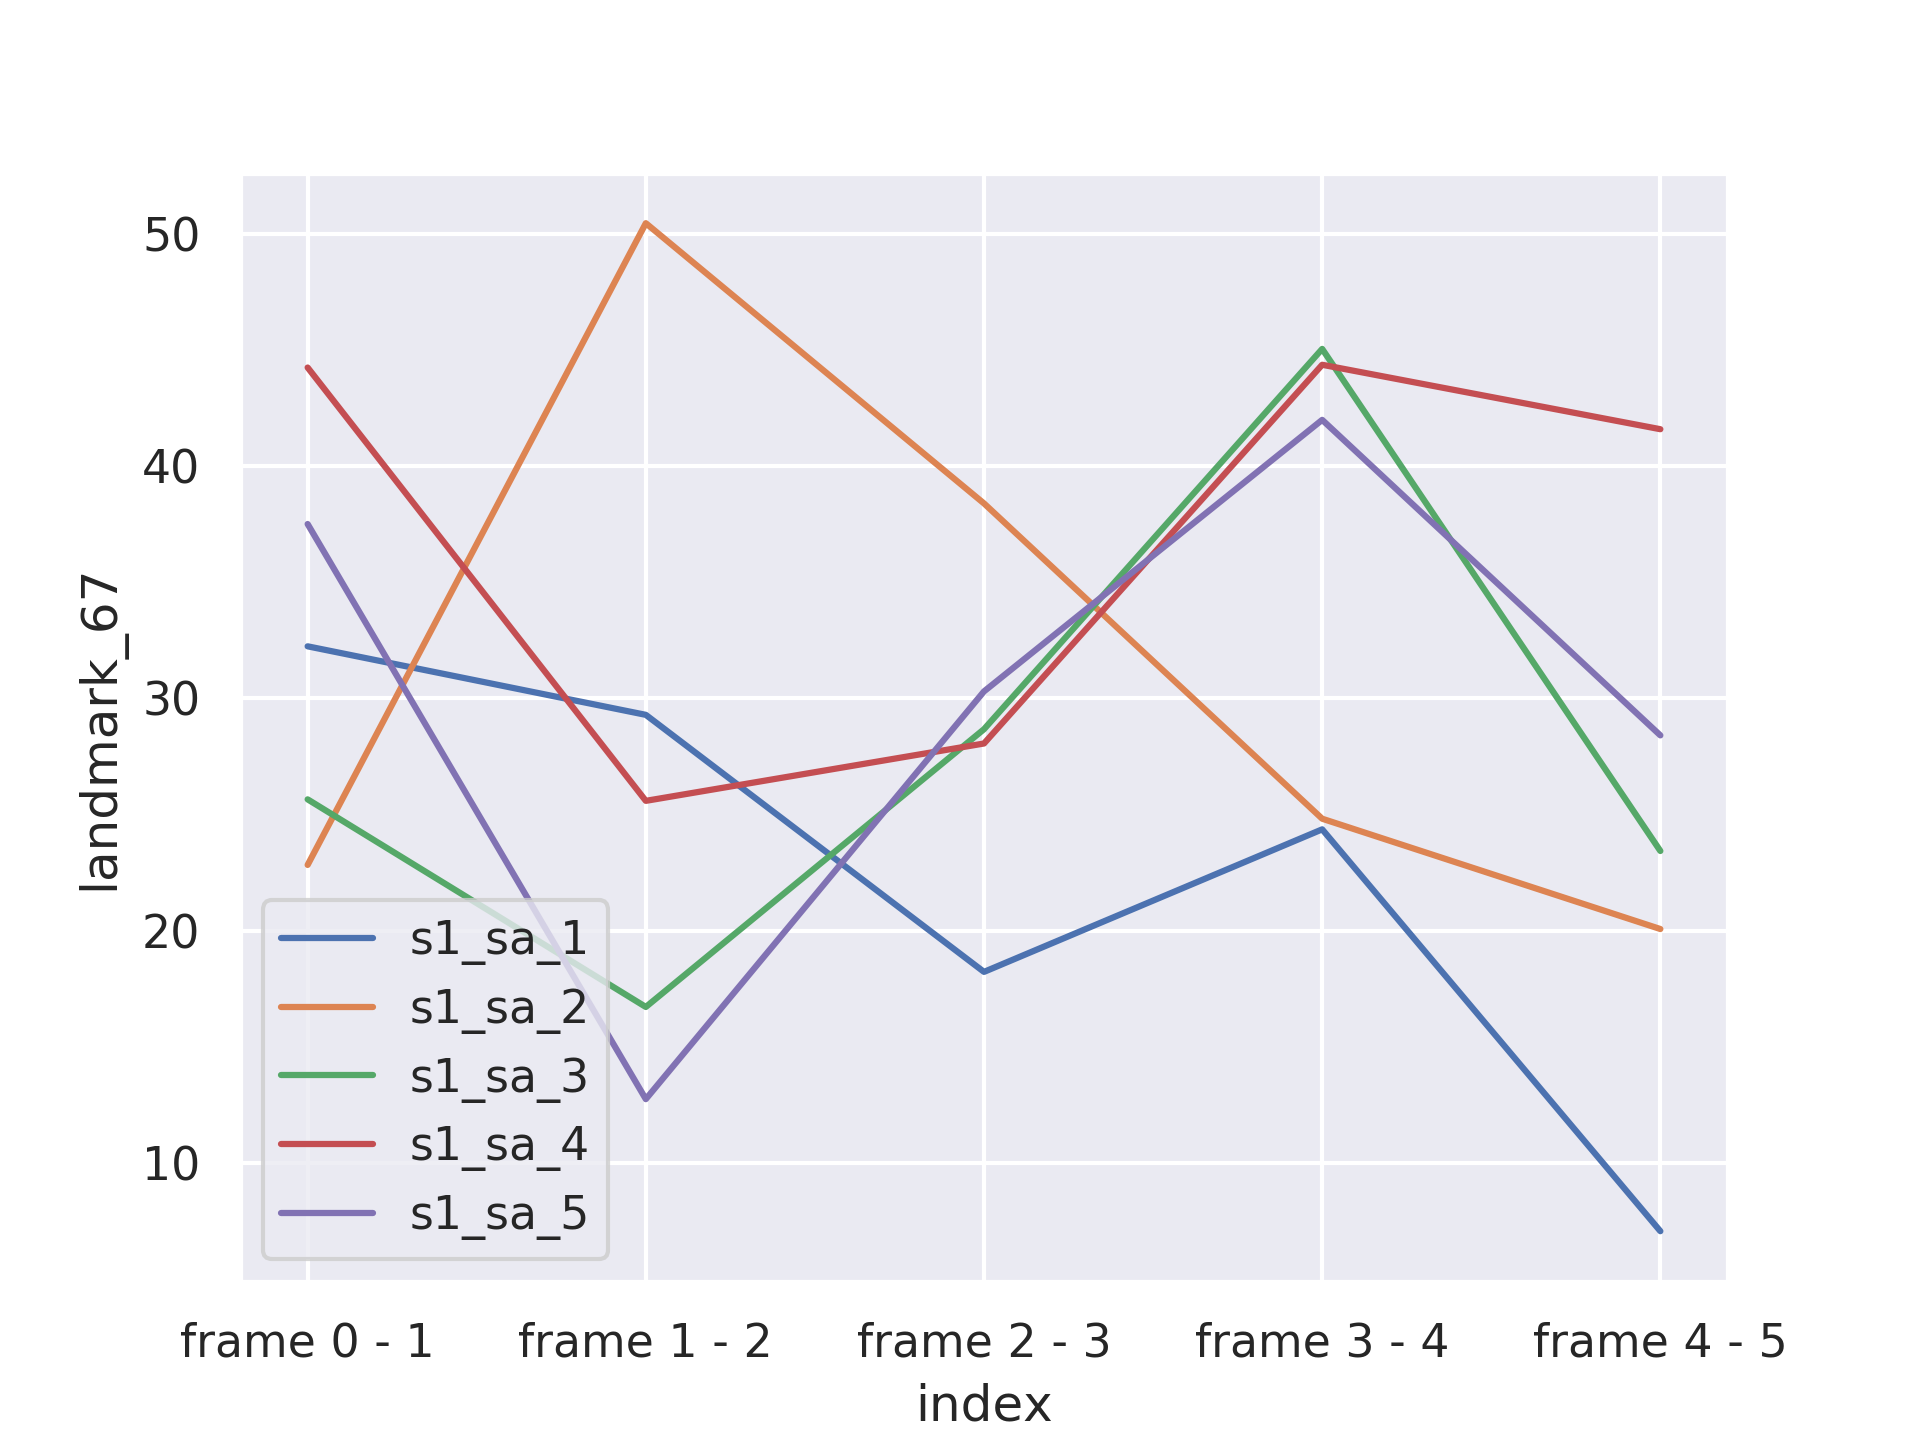 landmark_67
50
40
30
20
10
s1_sa_1
s1_sa_2
s1_sa_3
s1_sa_4
s1_sa_5
frame 0 - 1
frame 1 - 2
frame 2 - 3
frame 3 - 4
frame 4 - 5
index